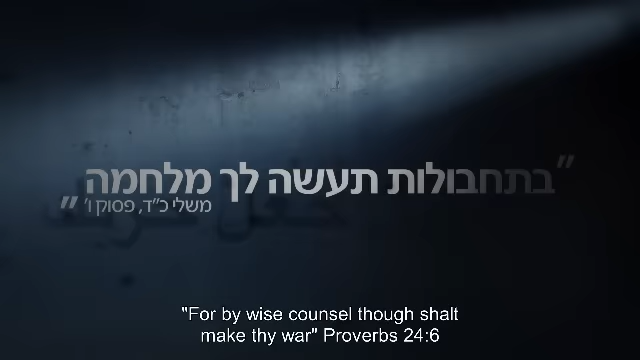 "בתחבולות תעשה לך מלחמה
משלי כ"ד, פסוק ו' "
"For by wise counsel though shalt
make thy war" Proverbs 24:6